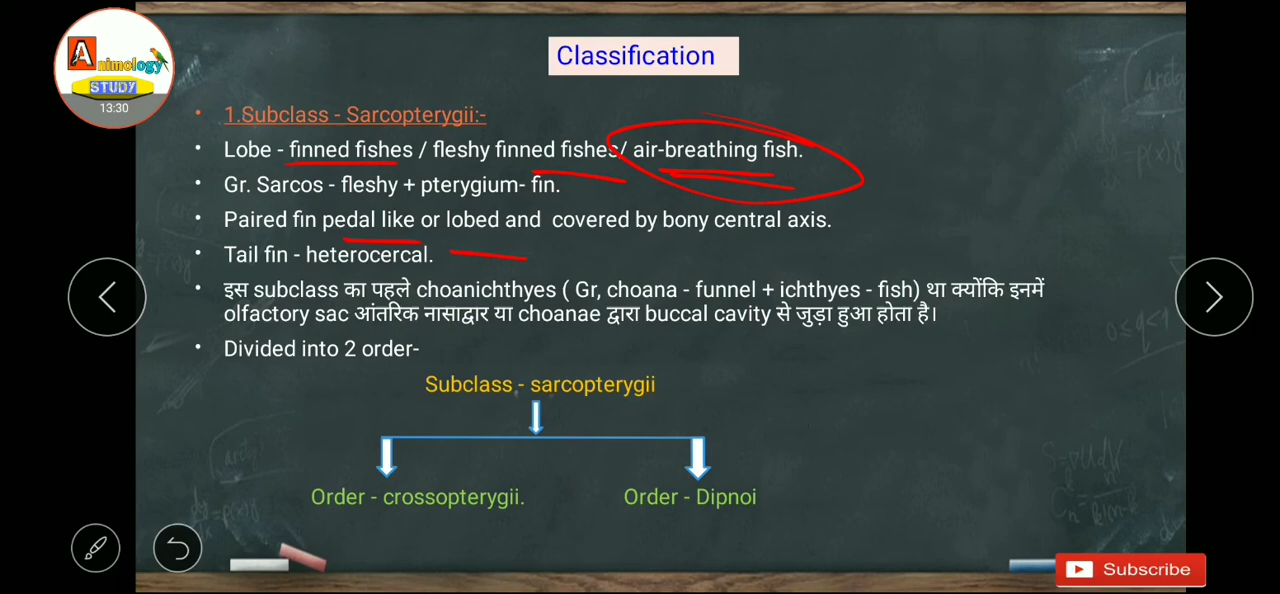 Animology
STUDY
13:30
Classification
1.Subclass - Sarcopterygii:-
Lobe - finned fishes / fleshy finned fishes/ air-breathing fish.
Gr. Sarcos - fleshy + pterygium- fin.
Paired fin pedal like or lobed and covered by bony central axis.
Tail fin - heterocercal.
इस subclass का पहले choanichthyes ( Gr, choana - funnel + ichthyes - fish) था क्योंकि इनमें
olfactory sac आंतरिक नासाद्वार या choanae द्वारा buccal cavity से जुड़ा हुआ होता है।
Divided into 2 order-
Subclass - sarcopterygii
Order - crossopterygii.
Order - Dipnoi
Subscribe